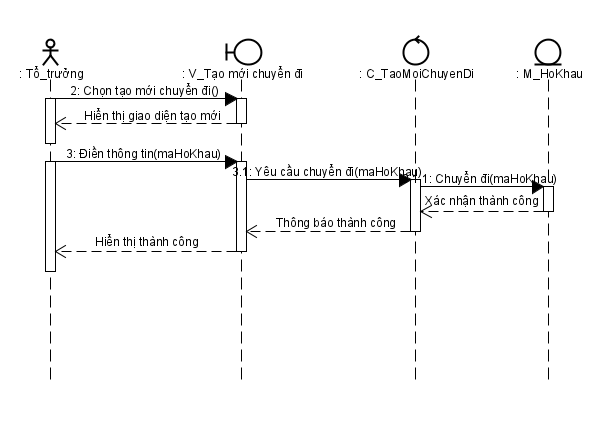 : Tổ_trưởng
: V_Tạo mới chuyển đi
: C_TaoMoiChuyenDi
: M_HoKhau
2: Chọn tạo mới chuyển đi()
Hiển thị giao diện tạo mới
3: Điền thông tin(maHoKhau)
3.1: Yêu cầu chuyển đi(maHoKhau)
1: Chuyển đi(maHoKhau)
Xác nhận thành công
Thông báo thành công
Hiển thị thành công